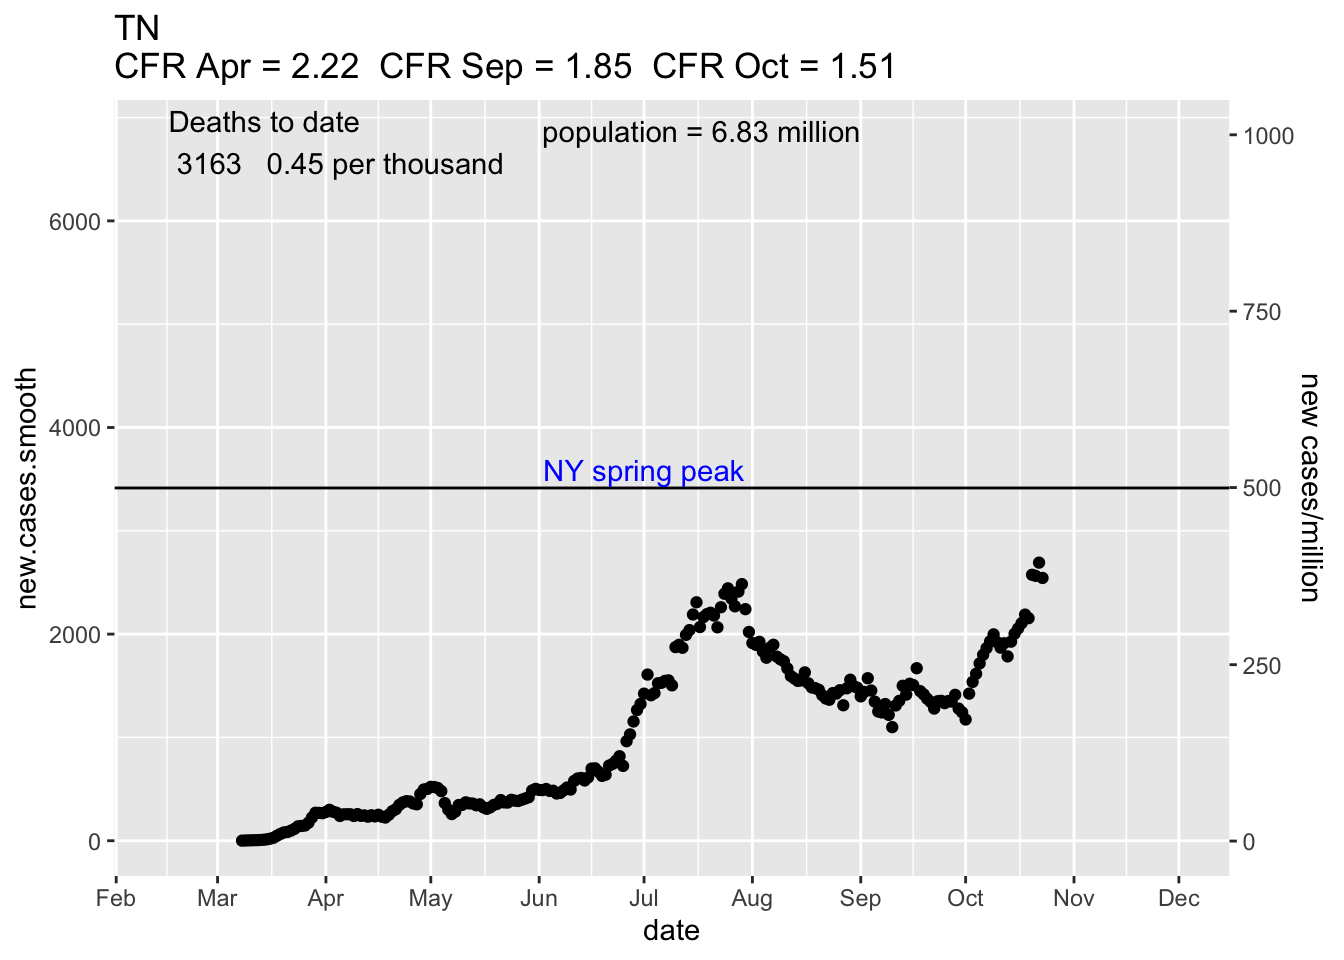 TN
CFR Apr = 2.22  CFR Sep = 1.85  CFR Oct = 1.51
Deaths to date
3163   0.45 per thousand
population = 6.83 million
NY spring peak
new.cases.smooth
6000
4000
2000
0
1000
750
500
250
0
new cases/million
Feb Mar Apr May Jun Jul Aug Sep Oct Nov Dec
date